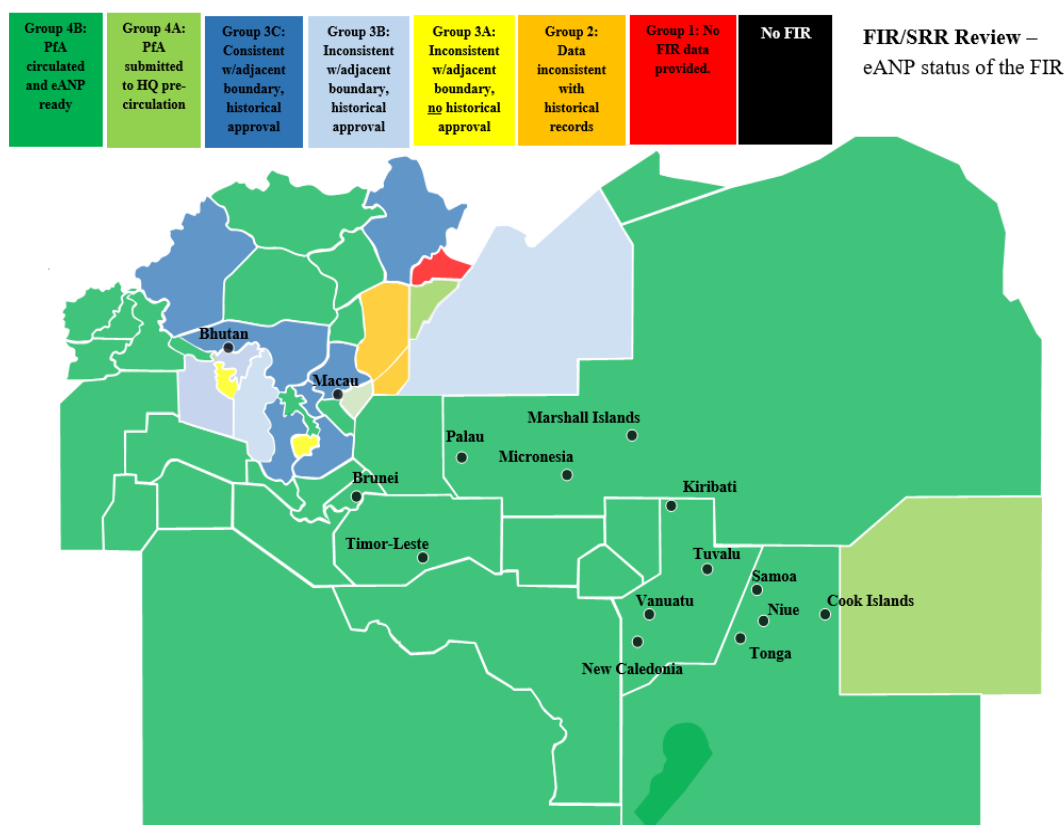 Group 4B:
PfA
circulated
and eANP
ready
Group 4A:
PfA
submitted
to HQ pre-
circulation
Group 3C:
Consistent
w/adjacent
boundary,
historical
approval
Group 3B:
Inconsistent
w/adjacent
boundary,
historical
approval
Group 3A:
Inconsistent
w/adjacent
boundary,
no historical
approval
Group 2:
Data
inconsistent
with
historical
records
Group 1: No
FIR data
provided.
No FIR
FIR/SRR Review –
eANP status of the FIR
Bhutan
Macau
Marshall Islands
Palau
Micronesia
Brunei
Kiribati
Timor-Leste
Tuvalu
Samoa
Vanuatu
Niue
Cook Islands
New Caledonia
Tonga